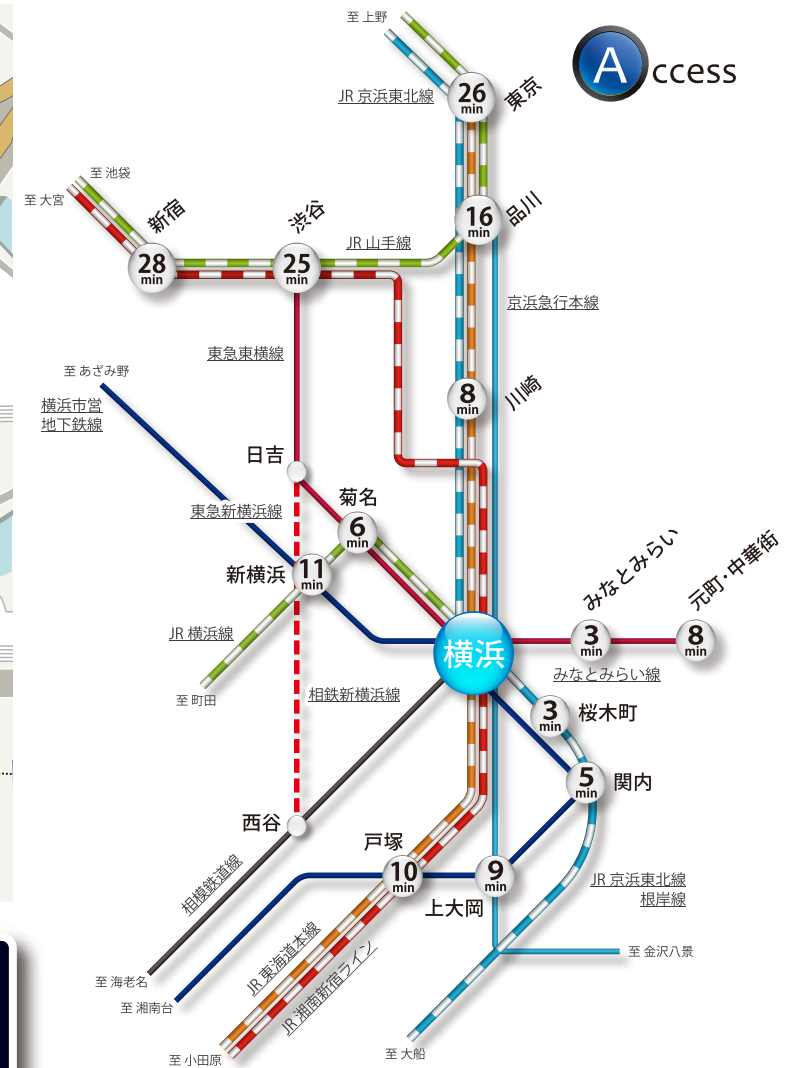 至 上野
Access
JR 京浜東北線
26
min
東京
至 池袋
至 大宮
新宿
渋谷
16
min
品川
JR 山手線
28
min
25
min
京浜急行本線
東急東横線
至 あざみ野
横浜市営
地下鉄線
8
min
川崎
日吉
菊名
東急新横浜線
6
min
新横浜
11
min
みなとみらい
元町・中華街
JR 横浜線
横浜
3
min
8
min
みなとみらい線
至 町田
相鉄新横浜線
3
min
桜木町
5
min
関内
西谷
戸塚
10
min
9
min
上大岡
相模鉄道線
JR 京浜東北線
根岸線
JR 東海道本線
JR 湘南新宿ライン
至 金沢八景
至 海老名
至 湘南台
至 小田原
至 大船